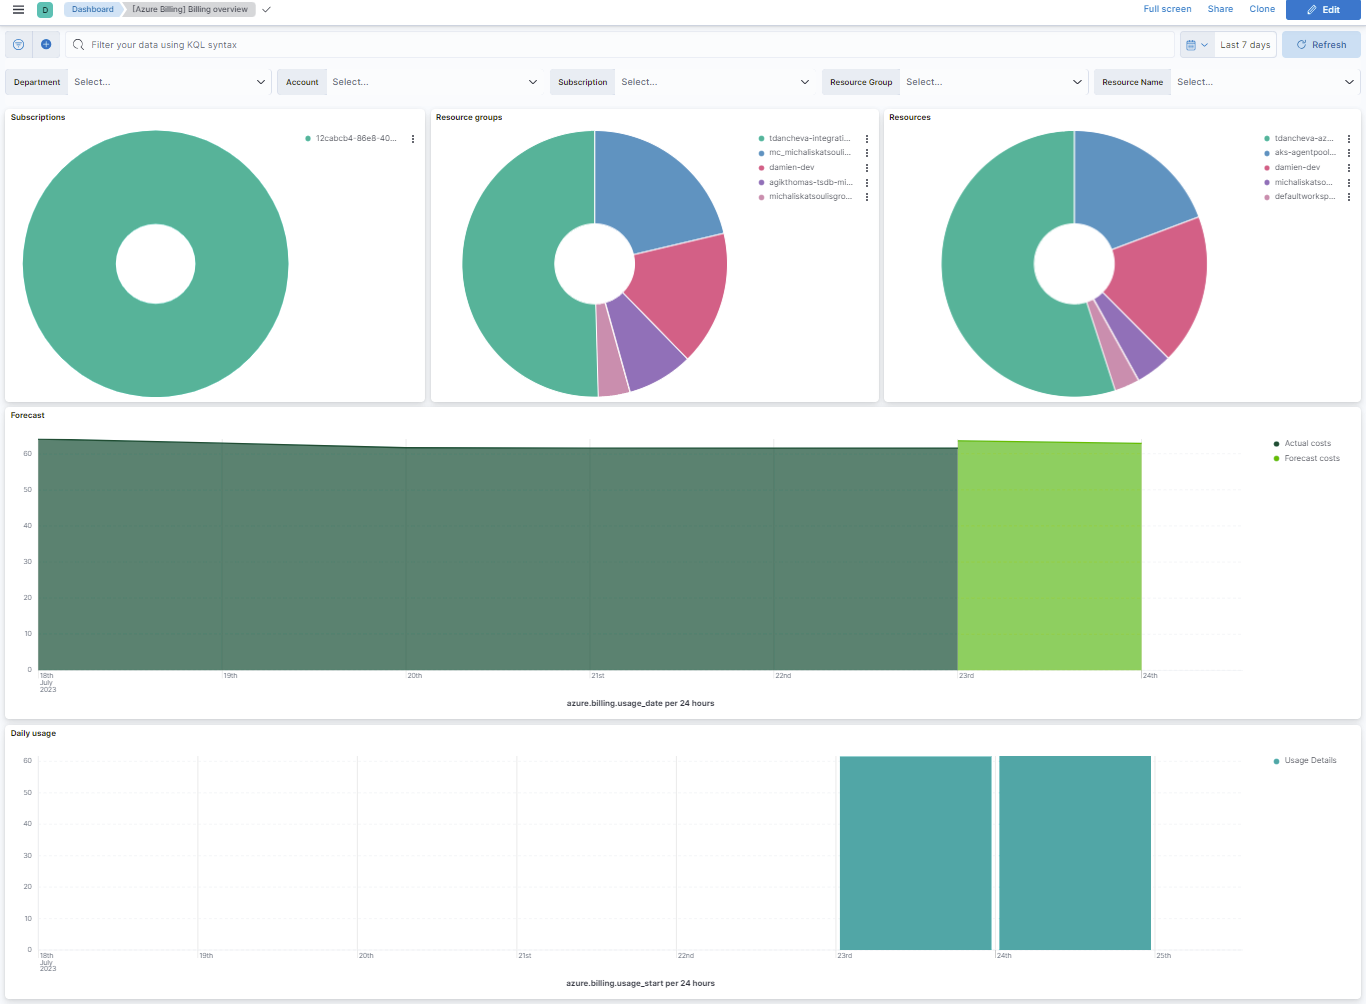 D Dashboard [Azure Billing] Billing overview Full screen Share Clone Edit
Filter your data using KQL syntax Last 7 days Refresh
Department Select... Account Select... Subscription Select... Resource Group Select... Resource Name Select...
Subscriptions
12cabcb4-86e8-40...
Resource groups
tdancheva-integrati...
mc_michaliskatsouli...
damien-dev
agikthomas-tsdb-mi...
michaliskatsoulisgro...
Resources
tdancheva-az...
aks-agentpool...
damien-dev
michaliskatso...
defaultworksp...
Forecast
Actual costs
Forecast costs
60
50
40
30
20
10
0
18th 19th 20th 21st 22nd 23rd 24th
July
2023
azure.billing.usage_date per 24 hours
Daily usage
Usage Details
60
50
40
30
20
10
0
18th 19th 20th 21st 22nd 23rd 24th 25th
July
2023
azure.billing.usage_start per 24 hours